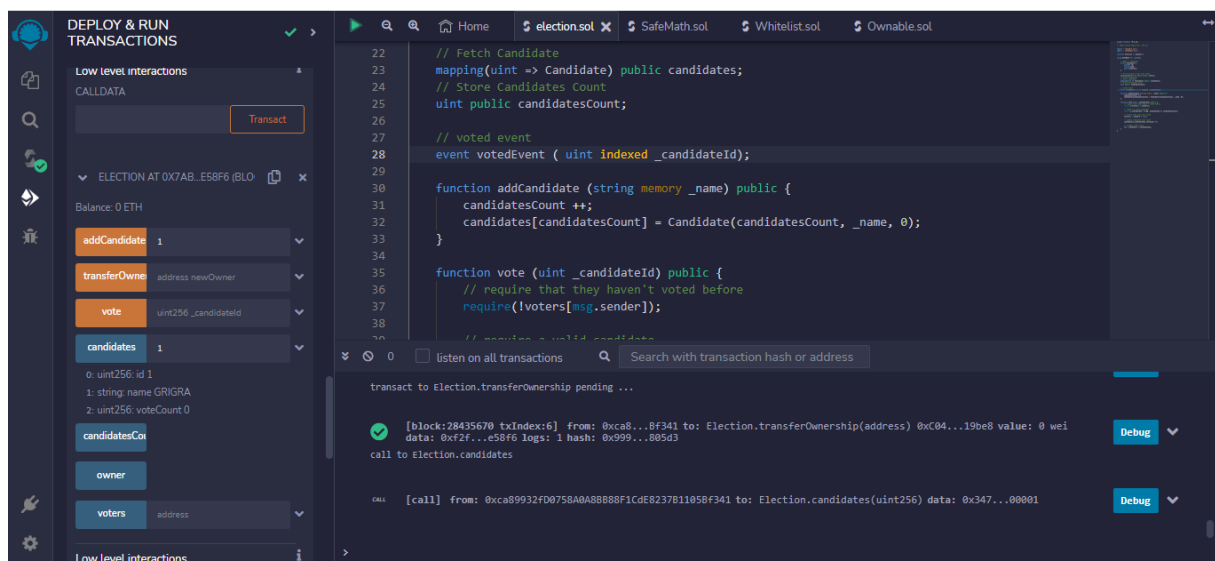 DEPLOY & RUN
TRANSACTIONS
Low level interactions
CALLDATA
Transact
ELECTION AT 0X7AB...E58F6 (BLO
Balance: 0 ETH
addCandidate 1
transferOwne address newOwner
vote uint256 _candidateId
candidates 1
0: uint256: id 1
1: string: name GRIGRA
2: uint256: voteCount 0
candidatesCou
owner
voters address
Low level interactions i
Home election.sol SafeMath.sol Whitelist.sol Ownable.sol
22 // Fetch Candidate
23 mapping(uint => Candidate) public candidates;
24 // Store Candidates Count
25 uint public candidatesCount;
26
27 // voted event
28 event votedEvent ( uint indexed _candidateId);
29
30 function addCandidate (string memory _name) public {
31 candidatesCount ++;
32 candidates[candidatesCount] = Candidate(candidatesCount, _name, 0);
33 }
34
35 function vote (uint _candidateId) public {
36 // require that they haven't voted before
37 require(!voters[msg.sender]);
38
39 // require a valid candidate
0 listen on all transactions Search with transaction hash or address
transact to Election.transferOwnership pending ...
[block:28435670 txIndex:6] from: 0xca8...Bf341 to: Election.transferOwnership(address) 0xC04...19be8 value: 0 wei
data: 0xf2f...e58f6 logs: 1 hash: 0x999...805d3
Debug
call to Election.candidates
CALL [call] from: 0xca89932fD0758A0A8BB88F1CdE8237B1105Bf341 to: Election.candidates(uint256) data: 0x347...00001
Debug
>